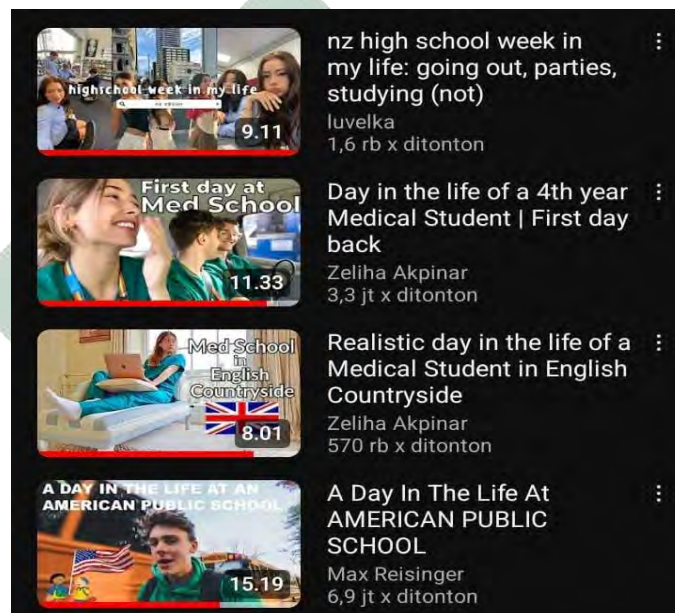 highschool week in my life
nz edition
9.11
nz high school week in
my life: going out, parties,
studying (not)
luvelka
1,6 rb x ditonton
First day at
Med School
11.33
Day in the life of a 4th year
Medical Student | First day
back
Zeliha Akpinar
3,3 jt x ditonton
Med School
in
English
Countryside
8.01
Realistic day in the life of a
Medical Student in English
Countryside
Zeliha Akpinar
570 rb x ditonton
A DAY IN THE LIFE AT AN
AMERICAN PUBLIC SCHOOL
15.19
A Day In The Life At
AMERICAN PUBLIC
SCHOOL
Max Reisinger
6,9 jt x ditonton